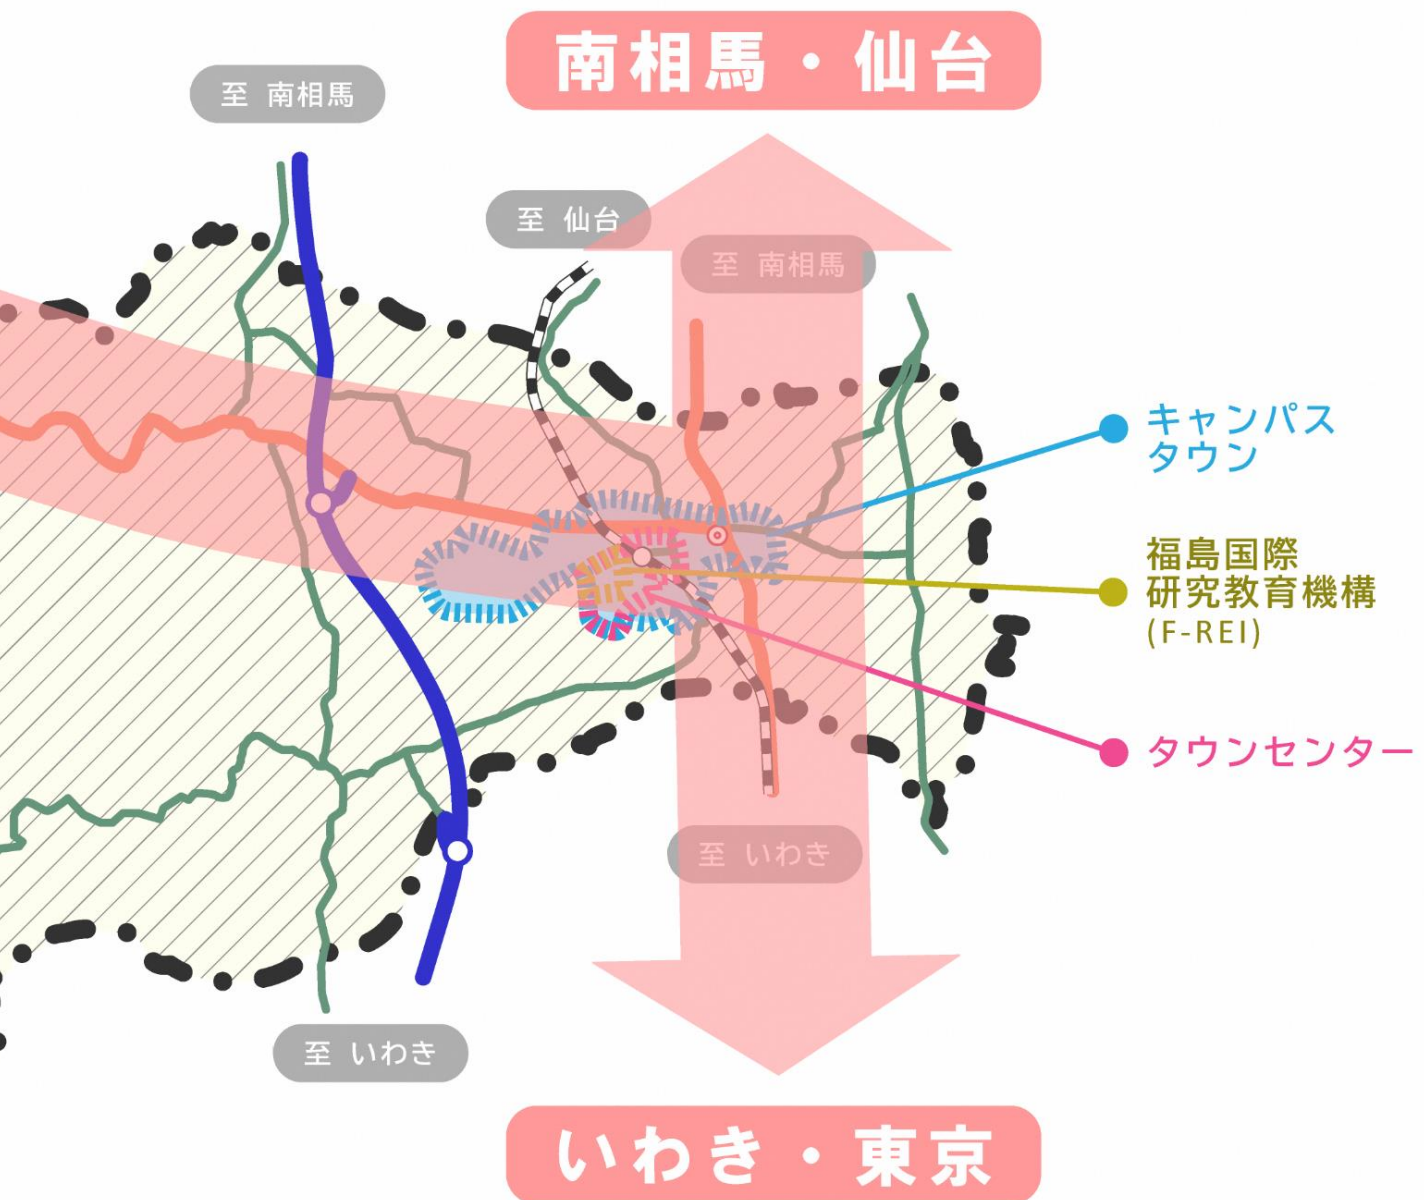 南相馬・仙台
至 南相馬
至 仙台
至 南相馬
キャンパス
タウン
福島国際
研究教育機構
(F-REI)
タウンセンター
至 いわき
至 いわき
いわき・東京